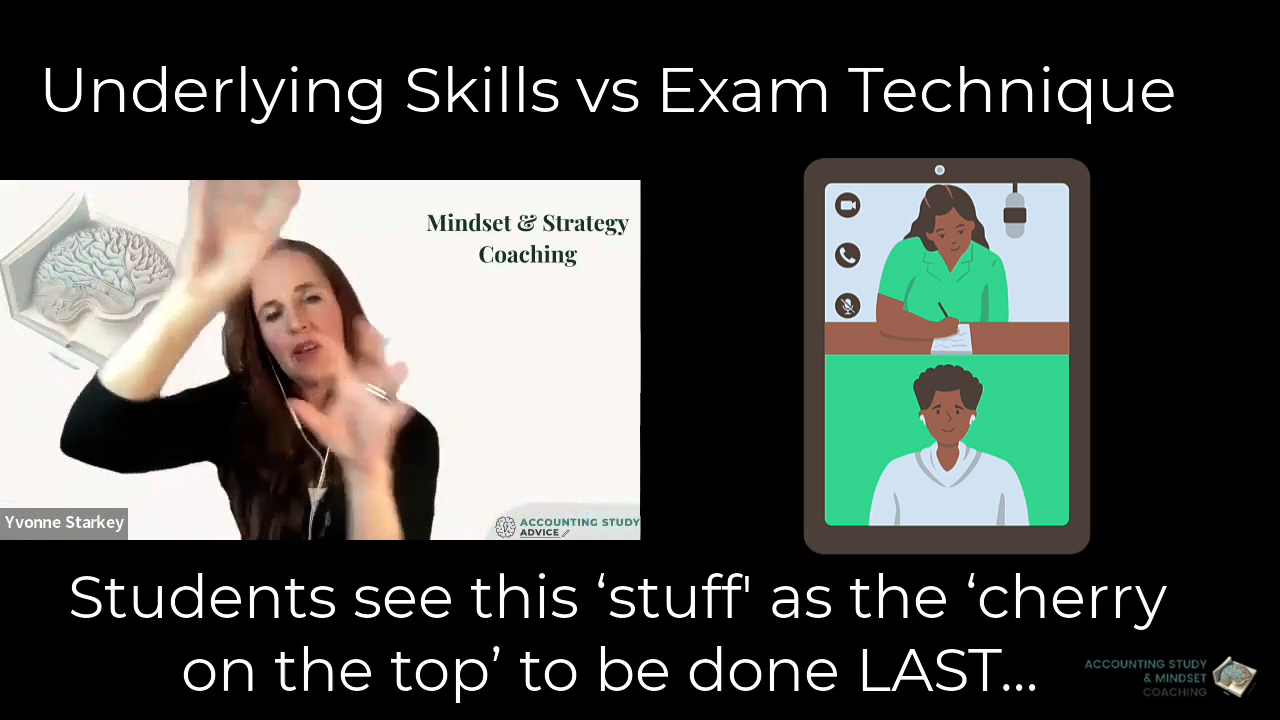 Underlying Skills vs Exam Technique
Mindset & Strategy
Coaching
Yvonne Starkey
ACCOUNTING STUDY
ADVICE
Students see this ‘stuff' as the ‘cherry
on the top’ to be done LAST...
ACCOUNTING STUDY
& MINDSET
COACHING